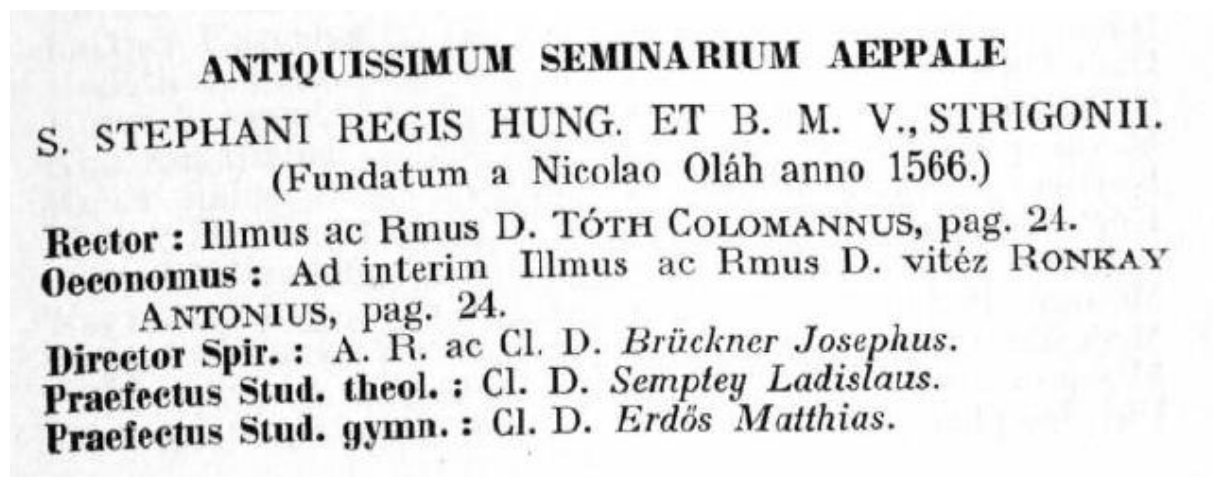 ANTIQUISSIMUM SEMINARIUM AEPPALE
S. STEPHANI REGIS HUNG. ET B. M. V., STRIGONII.
(Fundatum a Nicolao Oláh anno 1566.)
Rector : Illmus ac Rmus D. TÓTH COLOMANNUS, pag. 24.
Oeconomus : Ad interim Illmus ac Rmus D. vitéz RONKAY
ANTONIUS, pag. 24.
Director Spir. : A. R. ac Cl. D. Brückner Josephus.
Praefectus Stud. theol. : Cl. D. Semptey Ladislaus.
Praefectus Stud. gymn. : Cl. D. Erdős Matthias.